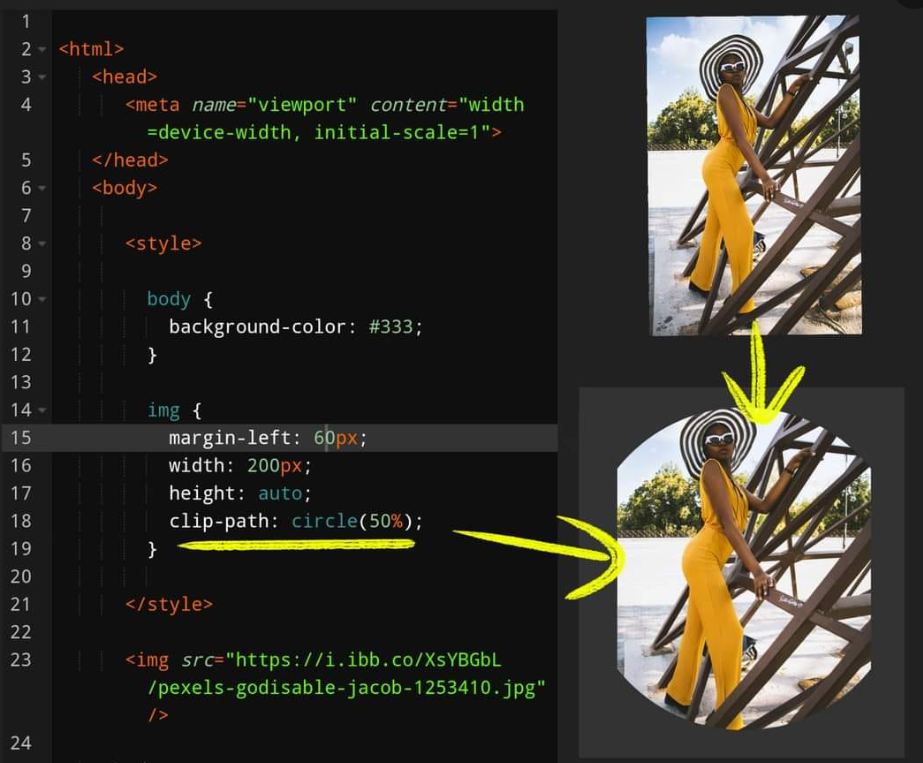 1
2 <html>
3 <head>
4 <meta name="viewport" content="width
=device-width, initial-scale=1">
5 </head>
6 <body>
7
8 <style>
9
10 body {
11 background-color: #333;
12 }
13
14 img {
15 margin-left: 60px;
16 width: 200px;
17 height: auto;
18 clip-path: circle(50%);
19 }
20
21 </style>
22
23 <img src="https://i.ibb.co/XsYBGbL
/pexels-godisable-jacob-1253410.jpg"
/>
24